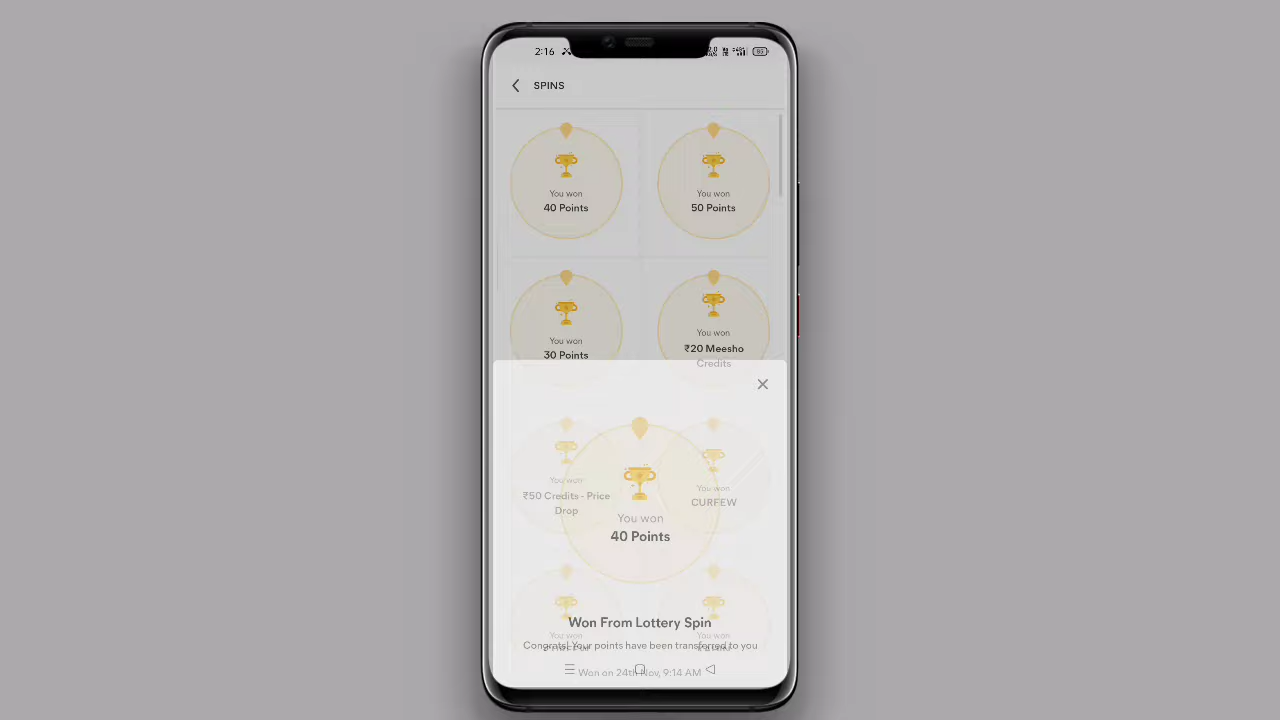 2:16
SPINS
You won
40 Points
You won
50 Points
You won
30 Points
You won
₹20 Meesho
Credits
You won
₹50 Credits - Price
Drop
You won
CURFEW
You won
40 Points
You won
You won
Won From Lottery Spin
Congrats! Your points have been transferred to you
Won on 24th Nov, 9:14 AM